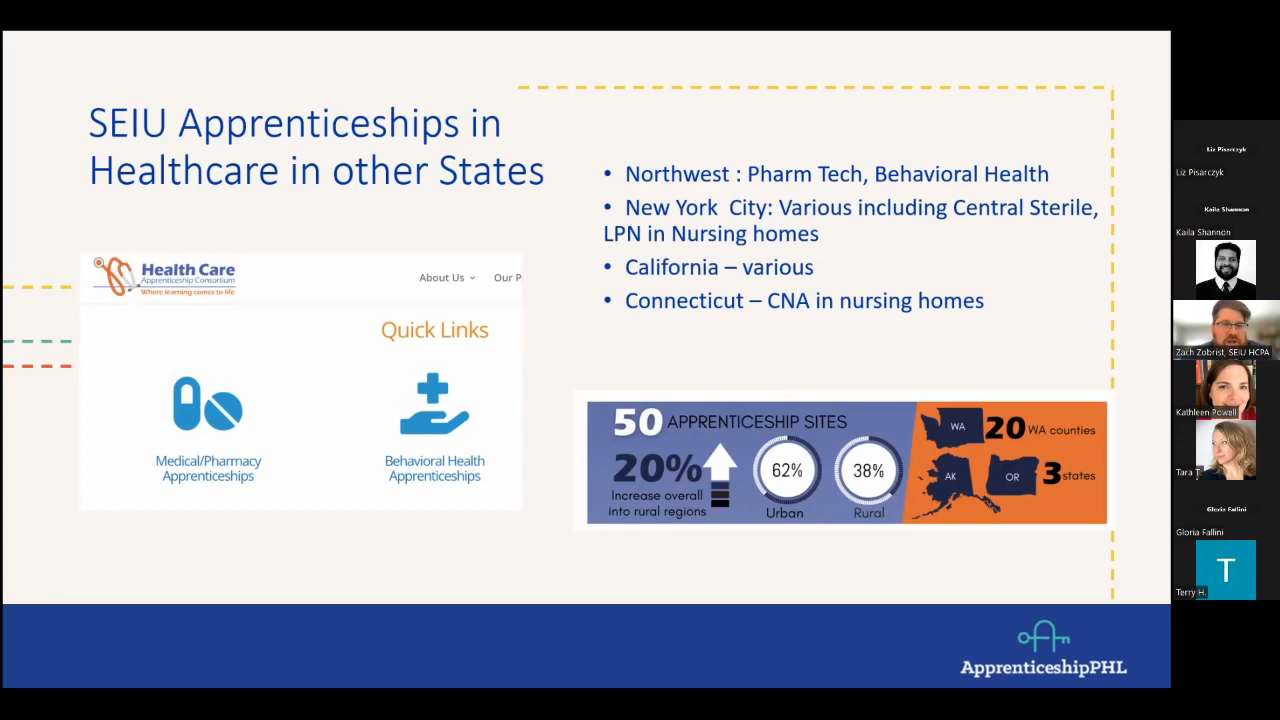 SEIU Apprenticeships in
Healthcare in other States
• Northwest : Pharm Tech, Behavioral Health
• New York City: Various including Central Sterile,
LPN in Nursing homes
• California – various
• Connecticut – CNA in nursing homes
Health Care
Apprenticeship Consortium
Where learning comes to life
About Us
Our P
Quick Links
Medical/Pharmacy
Apprenticeships
Behavioral Health
Apprenticeships
50 APPRENTICESHIP SITES
20%
Increase overall
into rural regions
62%
Urban
38%
Rural
WA
20 WA counties
AK
OR
3 states
ApprenticeshipPHL
Liz Pisarczyk
Liz Pisarczyk
Kaila Shannon
Kaila Shannon
Zach Zobrist, SEIU HCPA
Kathleen Powell
Tara T.
Gloria Fallini
Gloria Fallini
T
Terry H.